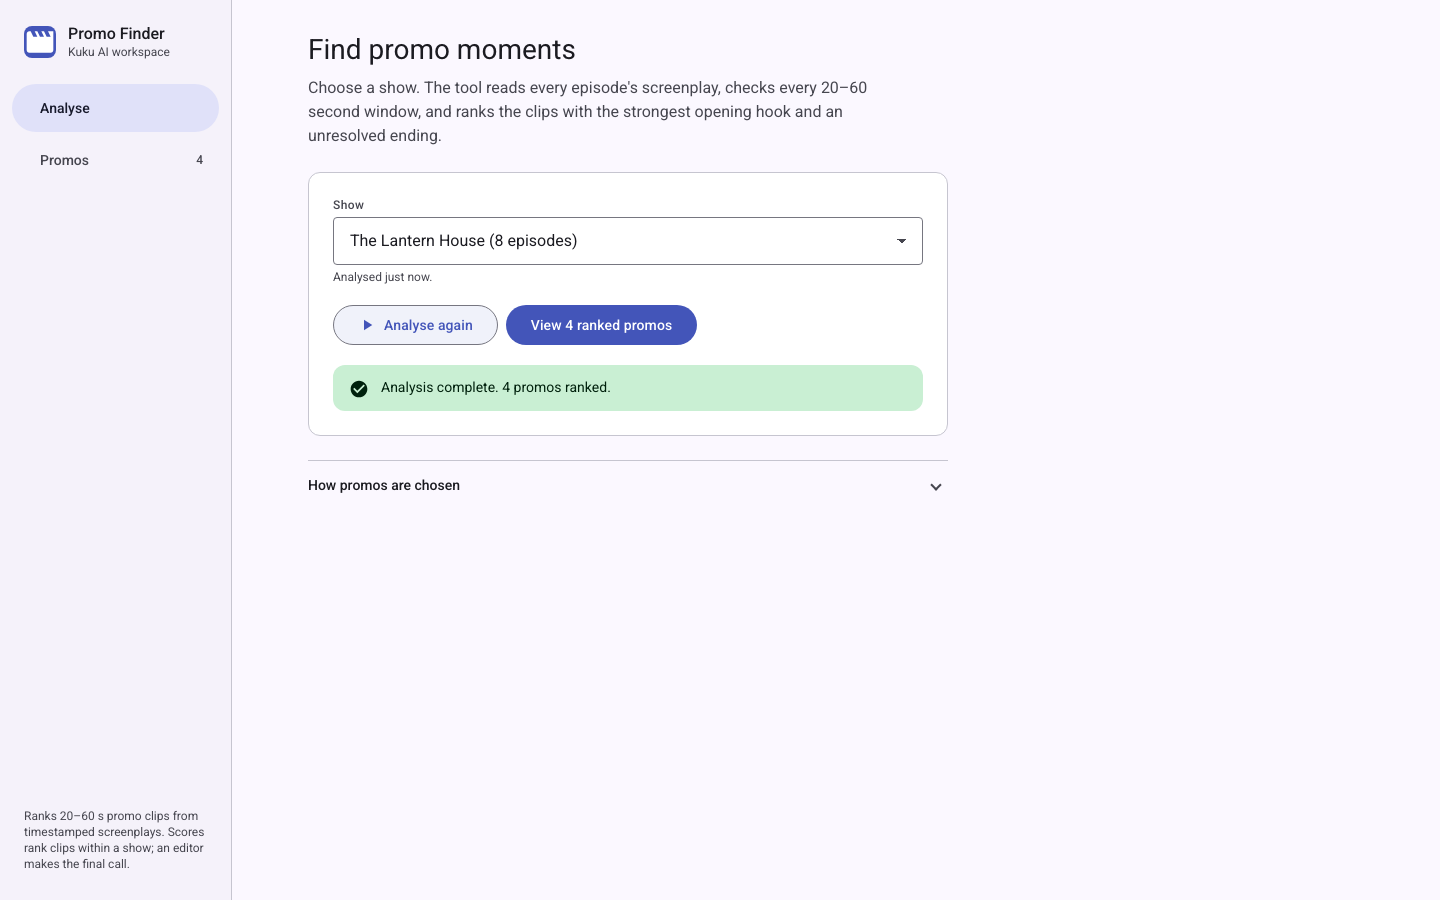 Promo Finder
Kuku AI workspace
Analyse
Promos 4
Ranks 20–60 s promo clips from
timestamped screenplays. Scores
rank clips within a show; an editor
makes the final call.
Find promo moments
Choose a show. The tool reads every episode's screenplay, checks every 20–60
second window, and ranks the clips with the strongest opening hook and an
unresolved ending.
Show
The Lantern House (8 episodes)
Analysed just now.
Analyse again
View 4 ranked promos
Analysis complete. 4 promos ranked.
How promos are chosen